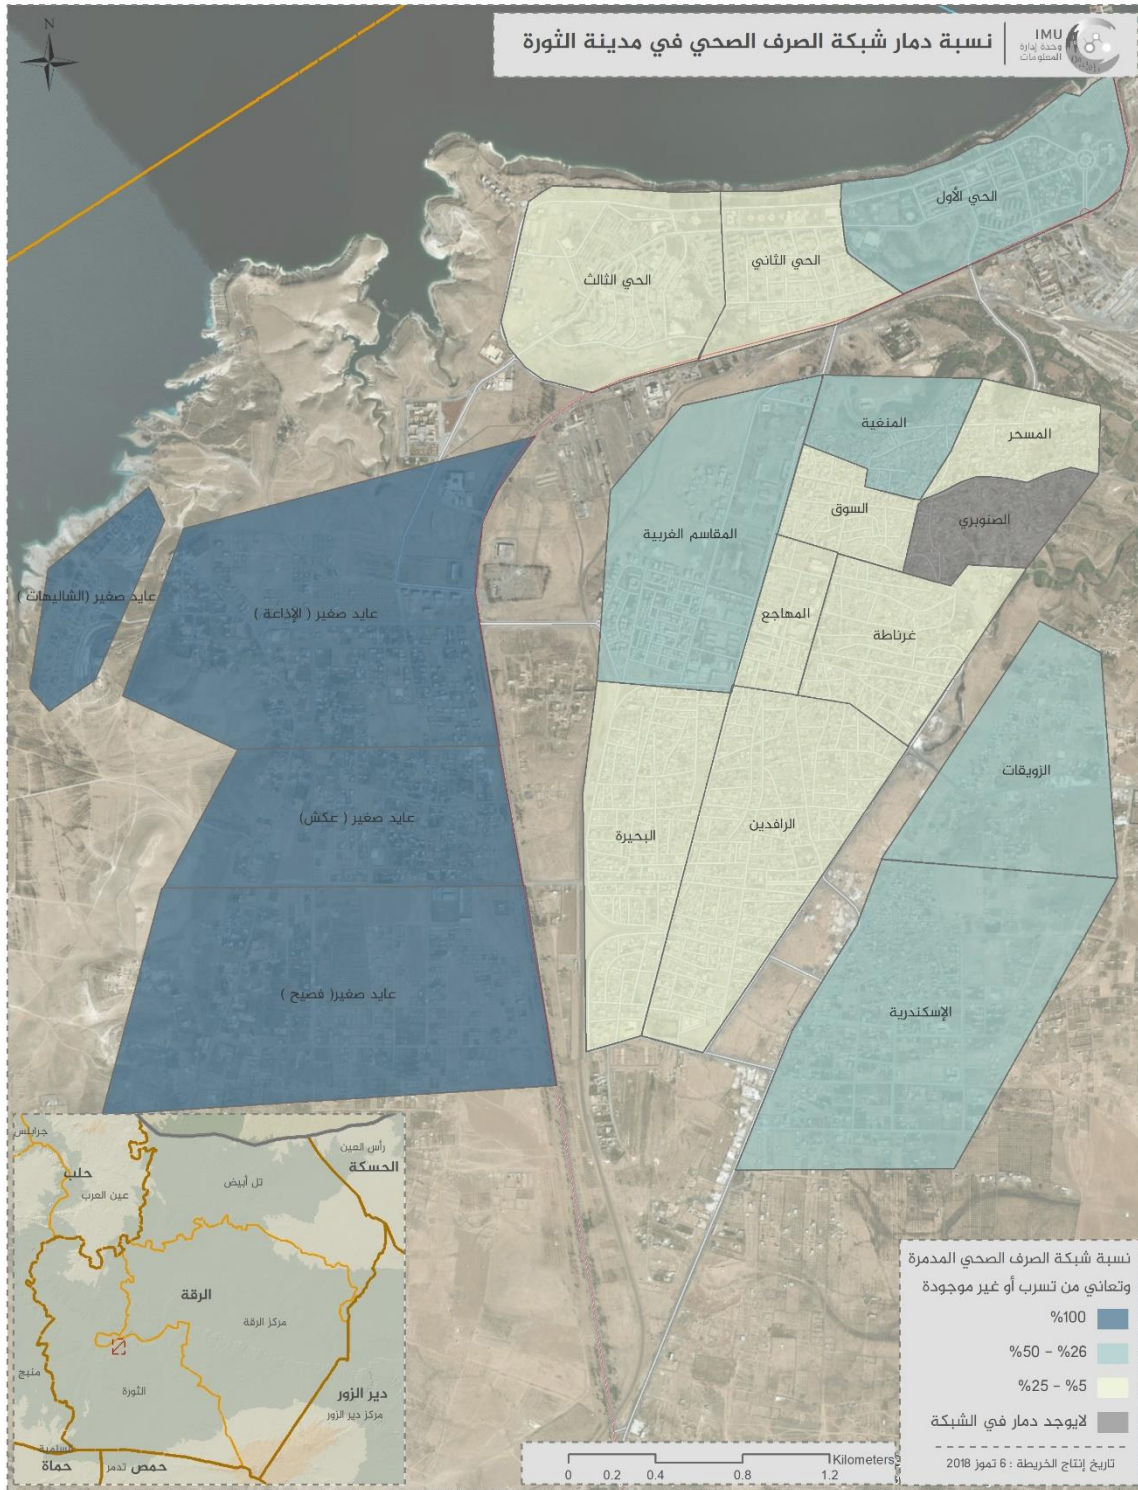 N
نسبة دمار شبكة الصرف الصحي في مدينة الثورة
IMU
وحدة إدارة
المعلومات
الحي الأول
الحي الثاني
الحي الثالث
المنغية
المسحر
السوق
الصنوبري
المقاسم الغربية
عايد صغير (الشاليهات )
عايد صغير ( الإذاعة )
المهاجع
غرناطة
الزويقات
عايد صغير ( عكش)
البحيرة
الرافدين
عايد صغير( فصيح )
الإسكندرية
جرابلس
حلب
عين العرب
تل أبيض
رأس العين
الحسكة
الرقة
مركز الرقة
منبج
الثورة
دير الزور
مركز دير الزور
السلمية
حماة
تدمر
حمص
نسبة شبكة الصرف الصحي المدمرة
وتعاني من تسرب أو غير موجودة
%100
%50 - %26
%25 - %5
لايوجد دمار في الشبكة
تاريخ إنتاج الخريطة : 6 تموز 2018
Kilometers
0 0.2 0.4 0.8 1.2